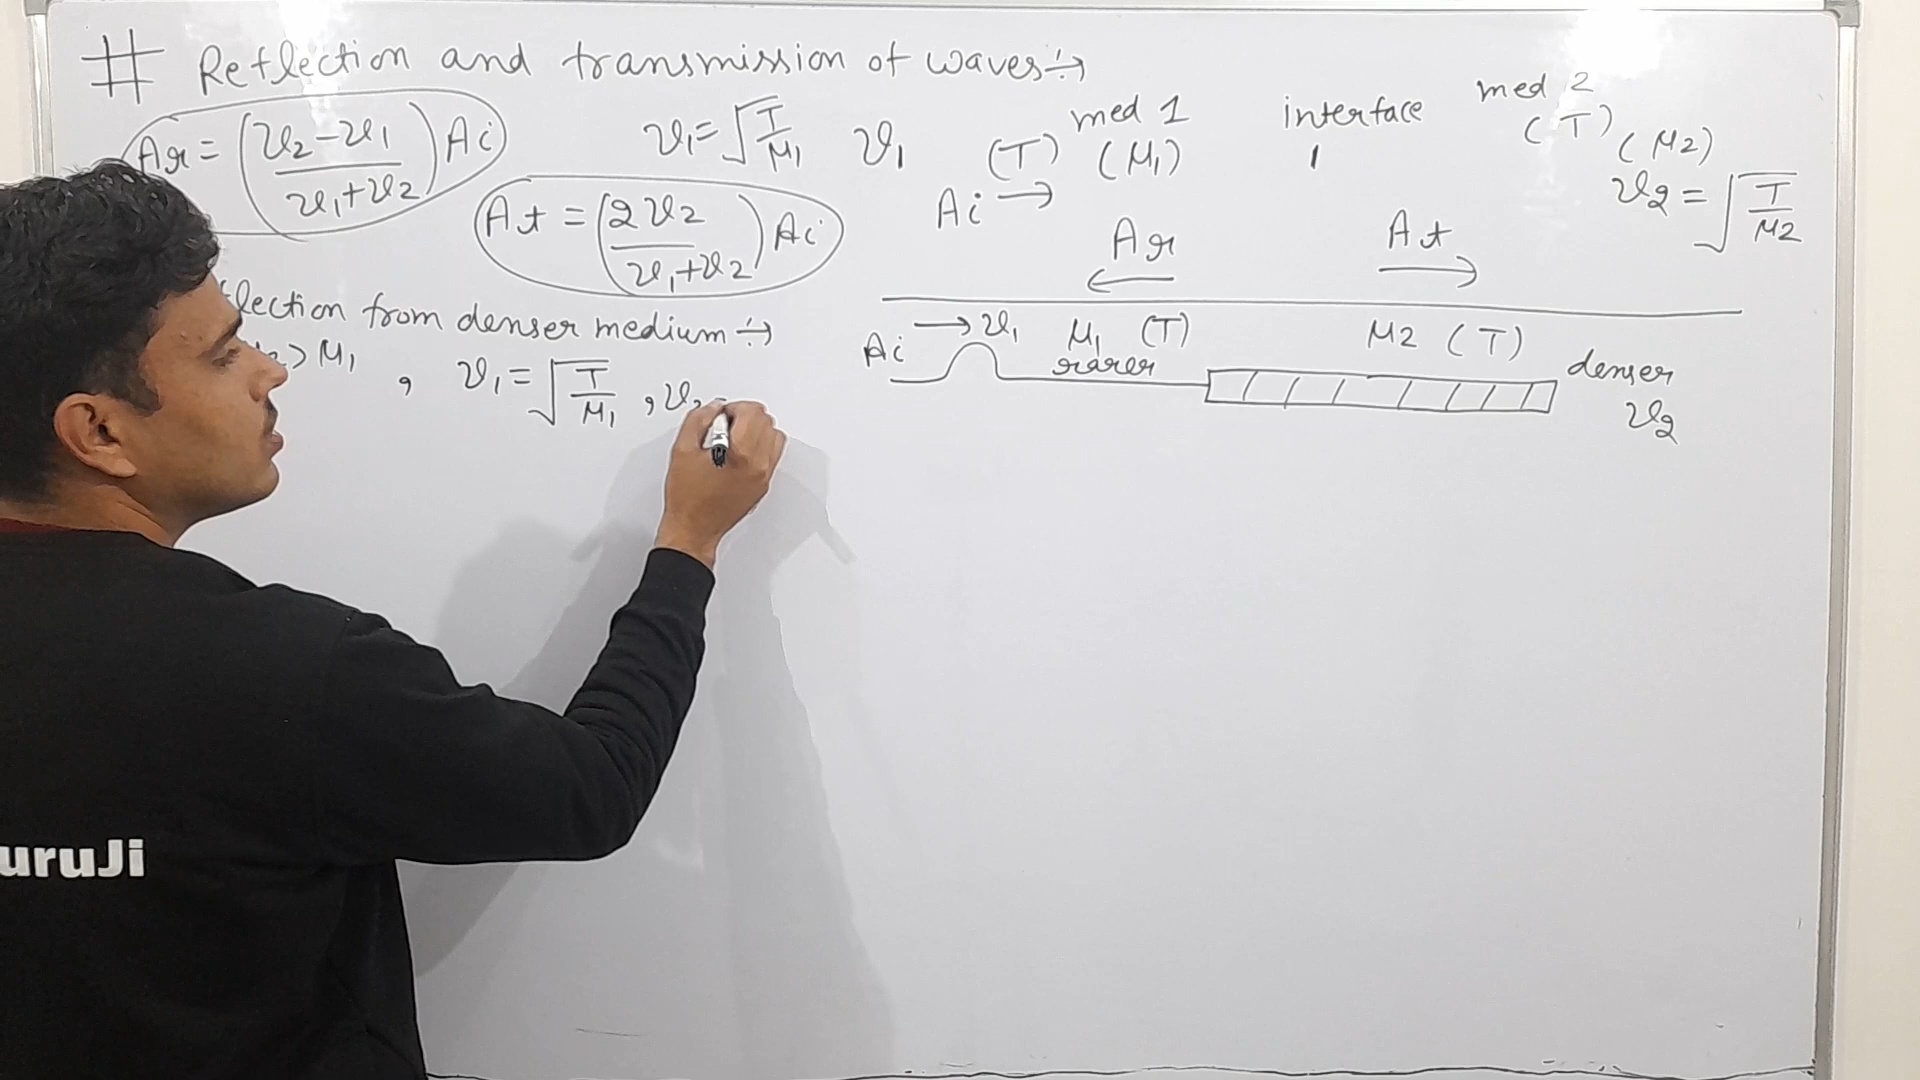 # Reflection and transmission of waves :→
Ar = (v2 - v1 / v1 + v2) Ai
v1 = √(T/μ1) v1
(T) med 1 (μ1)
interface
med 2 (T) (μ2)
v2 = √(T/μ2)
At = (2v2 / v1 + v2) Ai
Ai →
Ar ←
At →
flection from denser medium :→
> μ1 , v1 = √(T/μ1) , v2 =
Ai → v1 μ1 (T) μ2 (T)
rarer denser
v2
uruJi